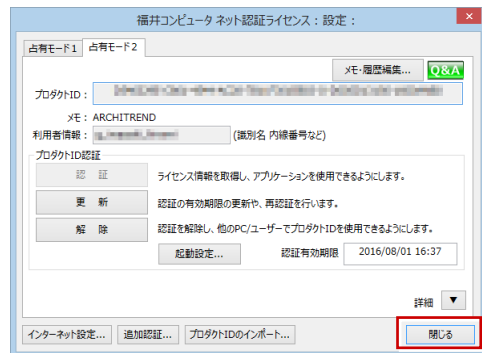 福井コンピュータ ネット認証ライセンス：設定：
占有モード1 占有モード2
メモ・履歴編集... Q&A
プロダクトID：
メモ： ARCHITREND
利用者情報： (識別名 内線番号など)
プロダクトID認証
認 証 ライセンス情報を取得し、アプリケーションを使用できるようにします。
更 新 認証の有効期限の更新や、再認証を行います。
解 除 認証を解除し、他のPC/ユーザーでプロダクトIDを使用できるようにします。
起動設定... 認証有効期限 2016/08/01 16:37
詳細 ▼
インターネット設定... 追加認証... プロダクトIDのインポート... 閉じる